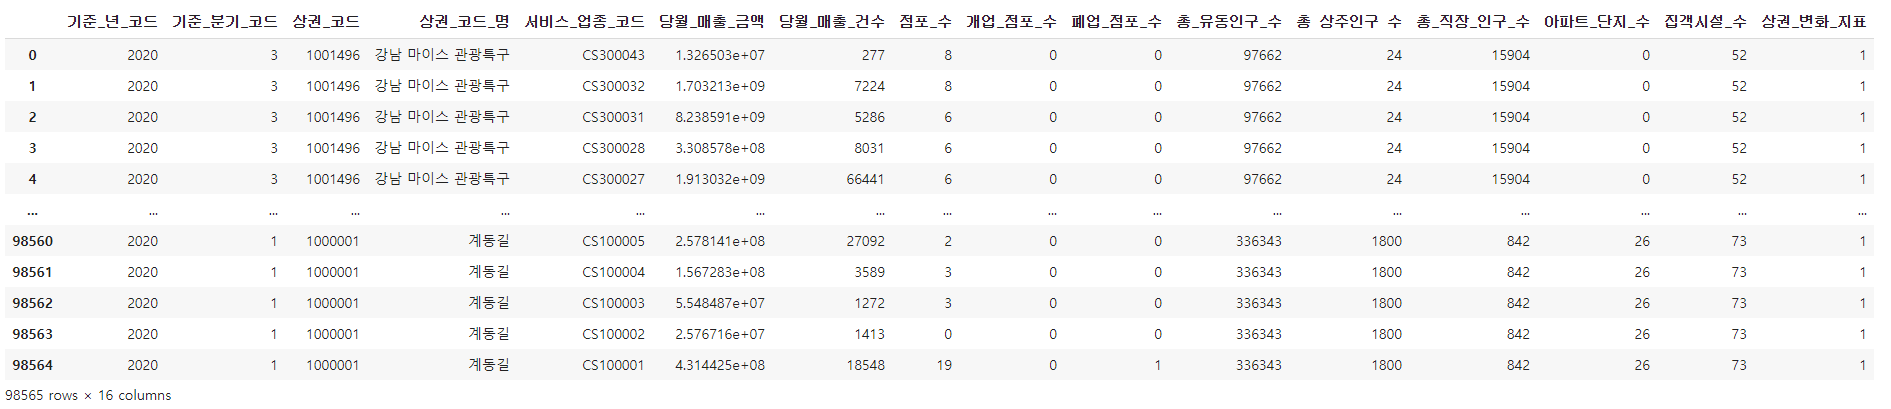 기준_년_코드 기준_분기_코드 상권_코드 상권_코드_명 서비스_업종_코드 당월_매출_금액 당월_매출_건수 점포_수 개업_점포_수 폐업_점포_수 총_유동인구_수 총 상주인구 수 총_직장_인구_수 아파트_단지_수 집객시설_수 상권_변화_지표
0 2020 3 1001496 강남 마이스 관광특구 CS300043 1.326503e+07 277 8 0 0 97662 24 15904 0 52 1
1 2020 3 1001496 강남 마이스 관광특구 CS300032 1.703213e+09 7224 8 0 0 97662 24 15904 0 52 1
2 2020 3 1001496 강남 마이스 관광특구 CS300031 8.238591e+09 5286 6 0 0 97662 24 15904 0 52 1
3 2020 3 1001496 강남 마이스 관광특구 CS300028 3.308578e+08 8031 6 0 0 97662 24 15904 0 52 1
4 2020 3 1001496 강남 마이스 관광특구 CS300027 1.913032e+09 66441 6 0 0 97662 24 15904 0 52 1
... ... ... ... ... ... ... ... ... ... ... ... ... ... ... ... ...
98560 2020 1 1000001 계동길 CS100005 2.578141e+08 27092 2 0 0 336343 1800 842 26 73 1
98561 2020 1 1000001 계동길 CS100004 1.567283e+08 3589 3 0 0 336343 1800 842 26 73 1
98562 2020 1 1000001 계동길 CS100003 5.548487e+07 1272 3 0 0 336343 1800 842 26 73 1
98563 2020 1 1000001 계동길 CS100002 2.576716e+07 1413 0 0 0 336343 1800 842 26 73 1
98564 2020 1 1000001 계동길 CS100001 4.314425e+08 18548 19 0 1 336343 1800 842 26 73 1
98565 rows × 16 columns